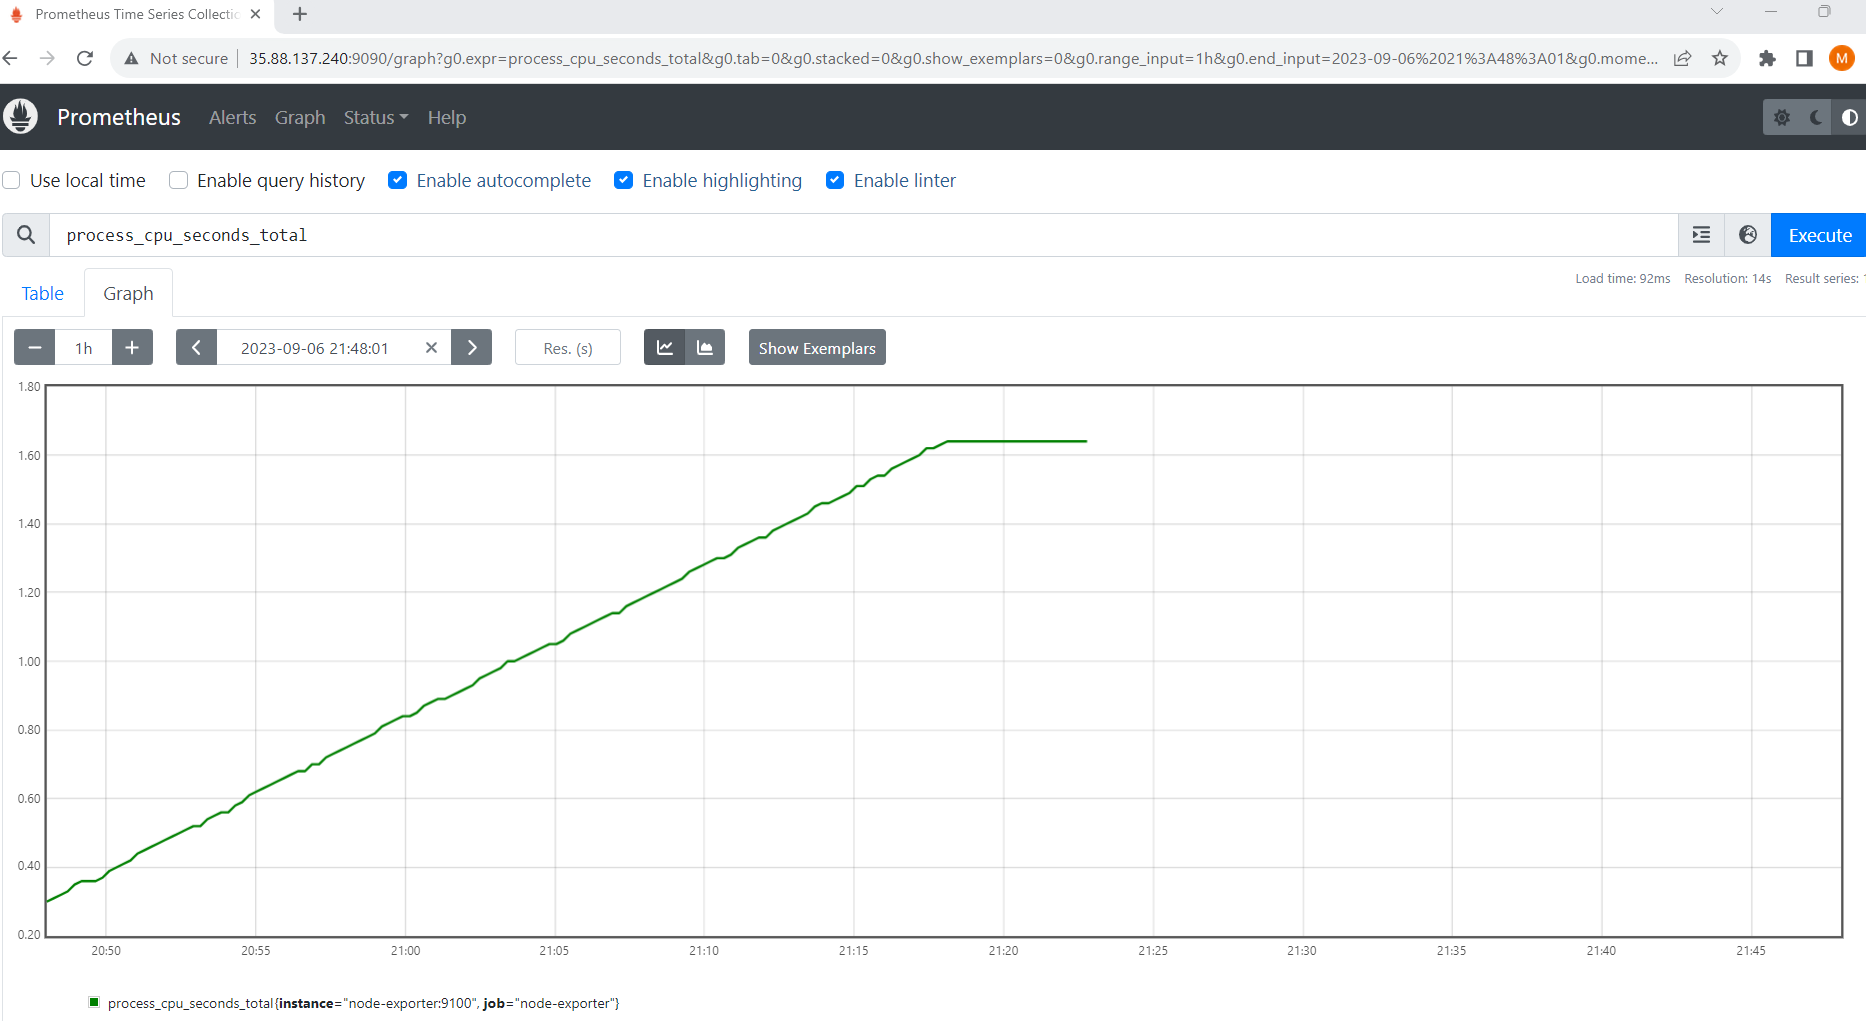 Prometheus Time Series Collectic
Not secure 35.88.137.240:9090/graph?g0.expr=process_cpu_seconds_total&g0.tab=0&g0.stacked=0&g0.show_exemplars=0&g0.range_input=1h&g0.end_input=2023-09-06%2021%3A48%3A01&g0.mome... M
Prometheus Alerts Graph Status Help
Use local time Enable query history Enable autocomplete Enable highlighting Enable linter
process_cpu_seconds_total Execute
Load time: 92ms Resolution: 14s Result series:
Table Graph
1h 2023-09-06 21:48:01 Res. (s) Show Exemplars
1.80
1.60
1.40
1.20
1.00
0.80
0.60
0.40
0.20
20:50 20:55 21:00 21:05 21:10 21:15 21:20 21:25 21:30 21:35 21:40 21:45
process_cpu_seconds_total{instance="node-exporter:9100", job="node-exporter"}